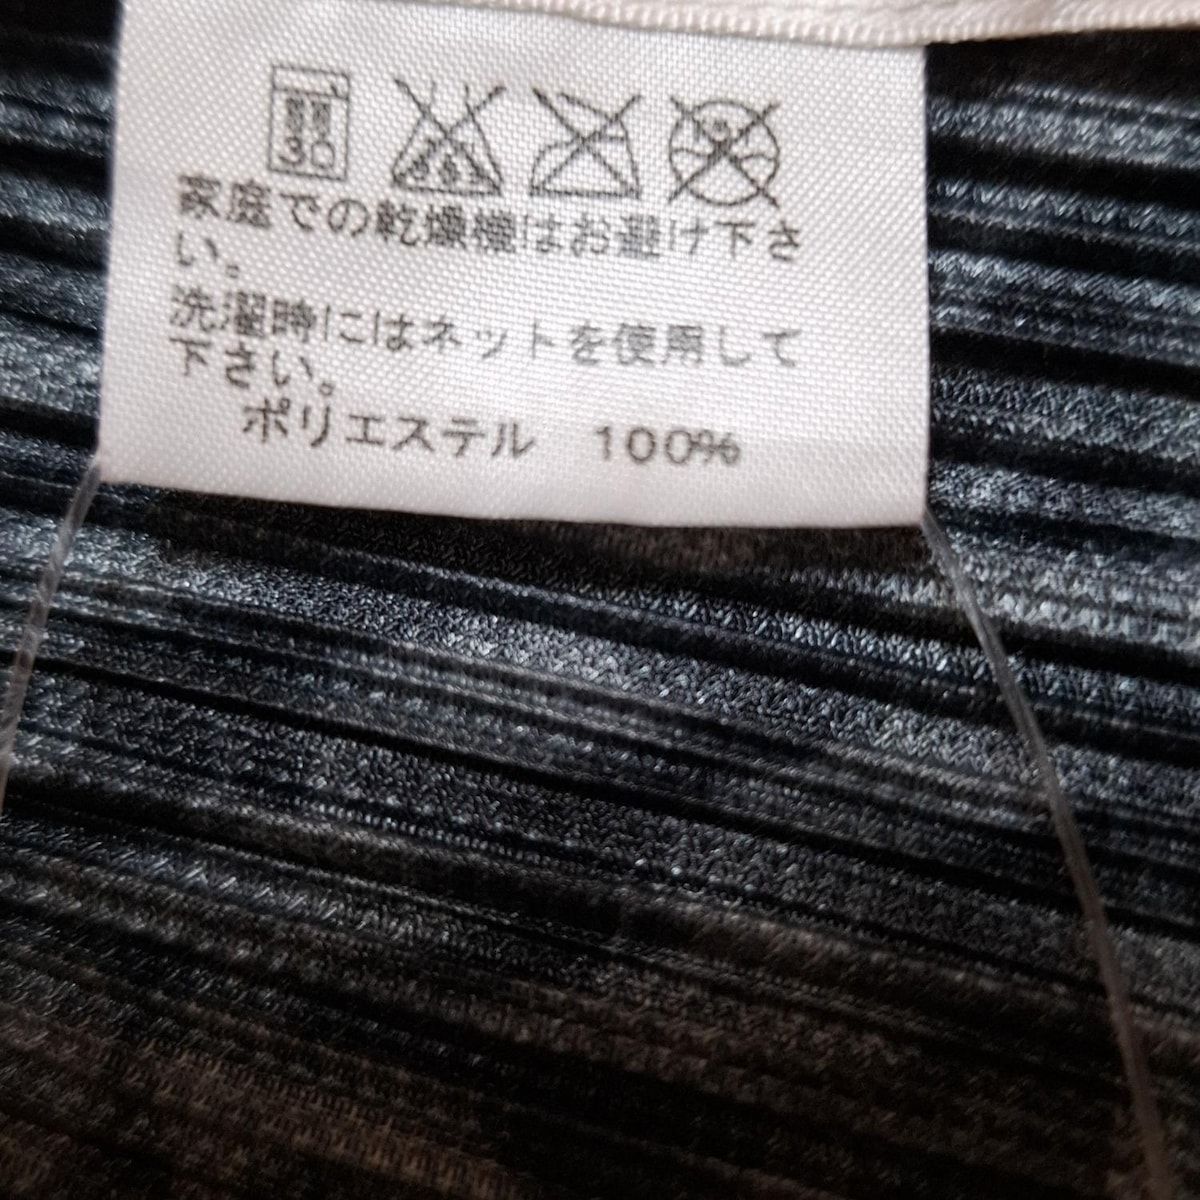 30
家庭での乾燥機はお避け下さ
い。
洗濯時にはネットを使用して
下さい。
ポリエステル 100%